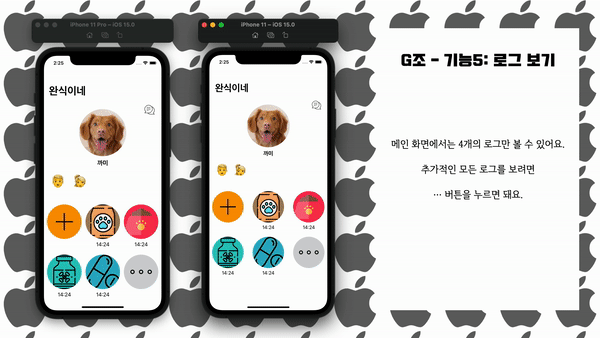 iPhone 11 Pro – iOS 15.0
2:25
완식이네
까미
14:24
14:24
14:24
14:24
iPhone 11 – iOS 15.0
2:25
완식이네
까미
14:24
14:24
14:24
14:24
G조 - 기능5: 로그 보기
메인 화면에서는 4개의 로그만 볼 수 있어요.
추가적인 모든 로그를 보려면
··· 버튼을 누르면 돼요.